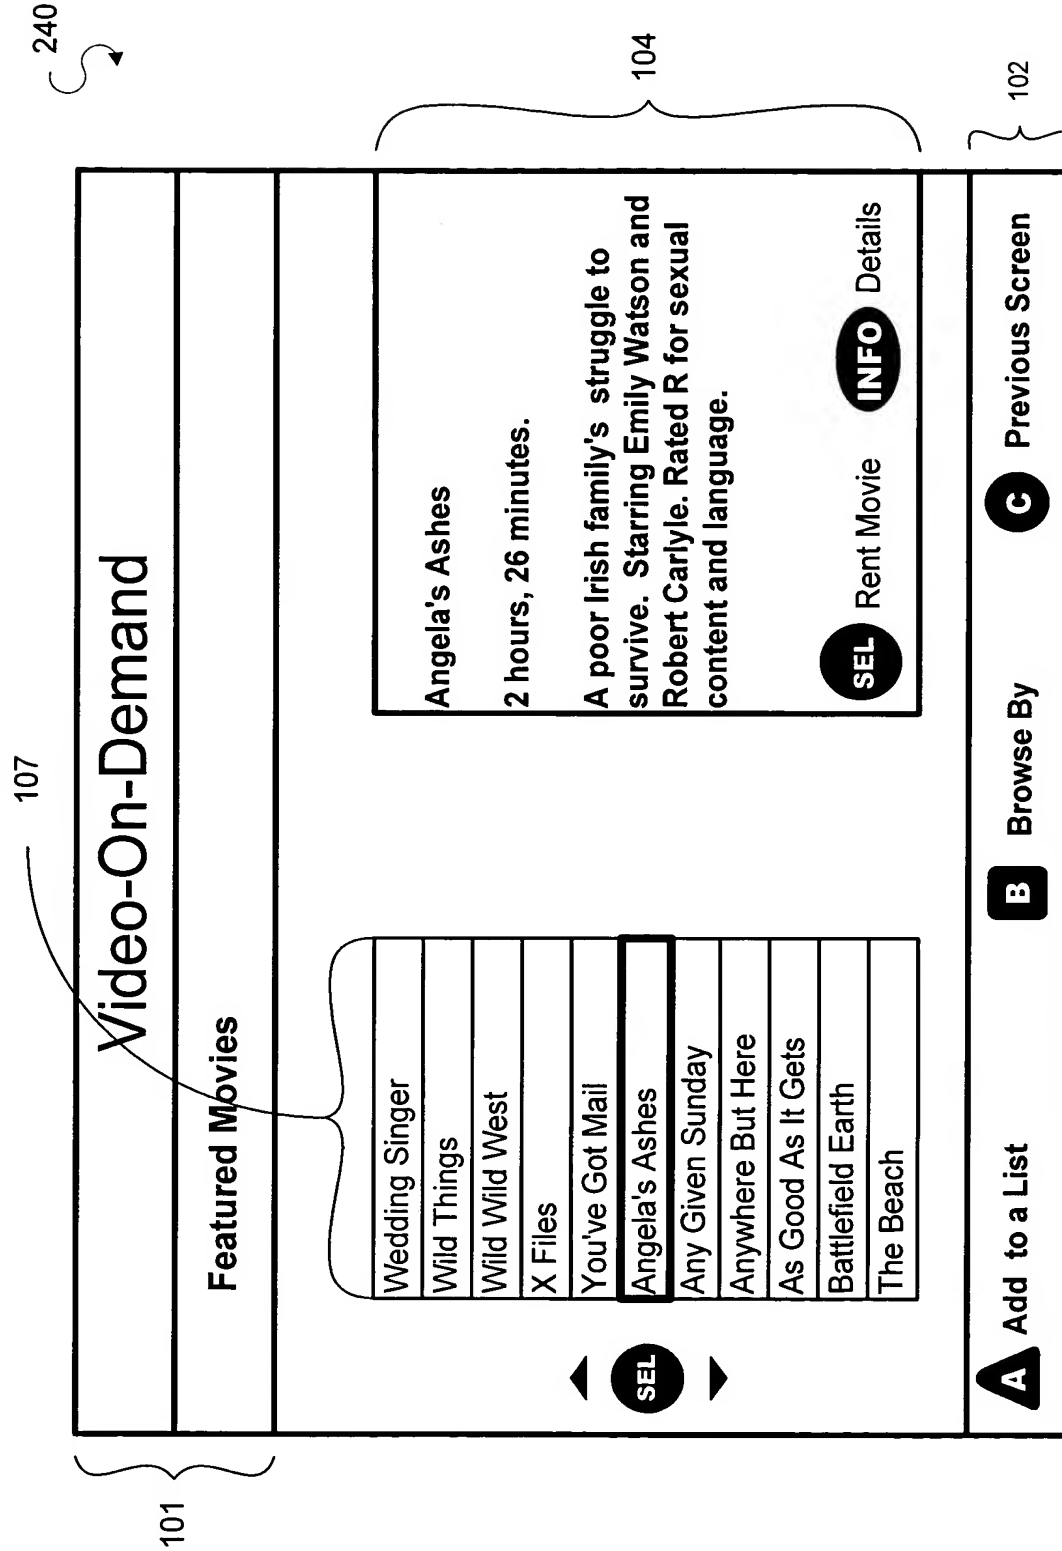 240
107
101
Video-On-Demand
Featured Movies
Wedding Singer
Wild Things
Wild Wild West
X Files
You've Got Mail
Angela's Ashes
Any Given Sunday
Anywhere But Here
As Good As It Gets
Battlefield Earth
The Beach
SEL
104
Angela's Ashes
2 hours, 26 minutes.
A poor Irish family's struggle to
survive. Starring Emily Watson and
Robert Carlyle. Rated R for sexual
content and language.
SEL Rent Movie INFO Details
102
A Add to a List B Browse By C Previous Screen